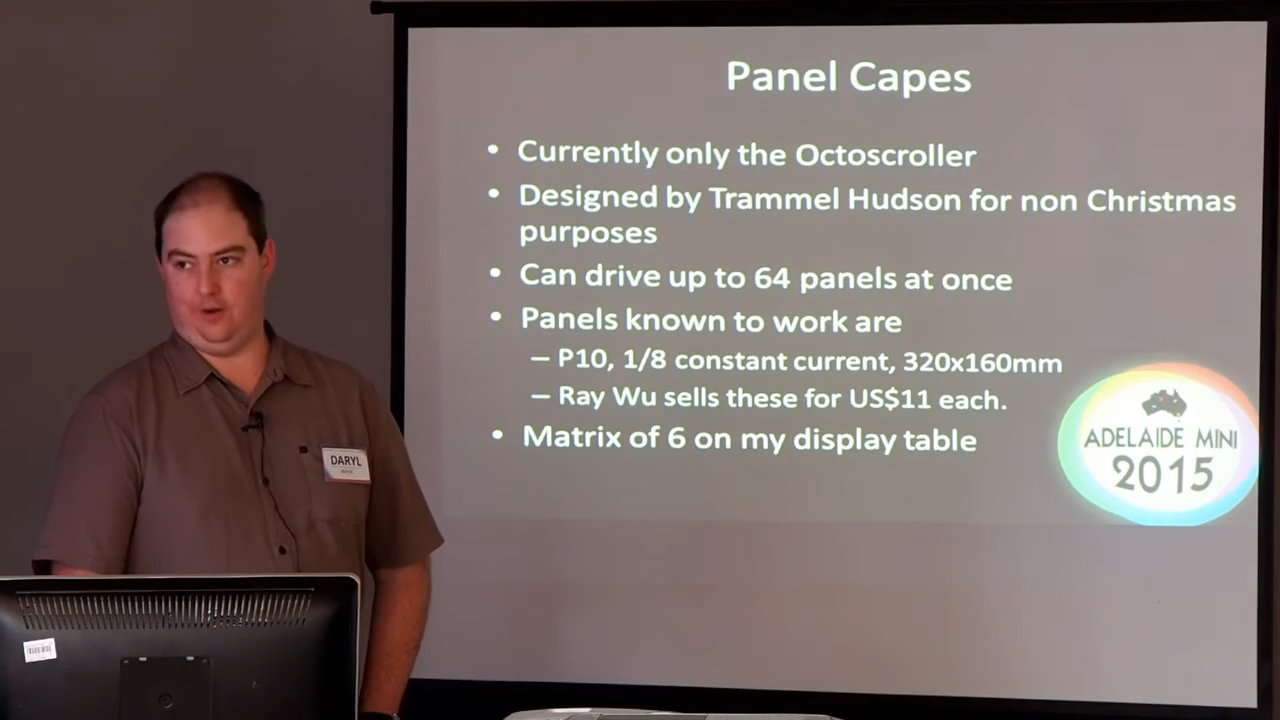 Panel Capes
• Currently only the Octoscroller
• Designed by Trammel Hudson for non Christmas
purposes
• Can drive up to 64 panels at once
• Panels known to work are
– P10, 1/8 constant current, 320x160mm
– Ray Wu sells these for US$11 each.
• Matrix of 6 on my display table
ADELAIDE MINI
2015
DARYL